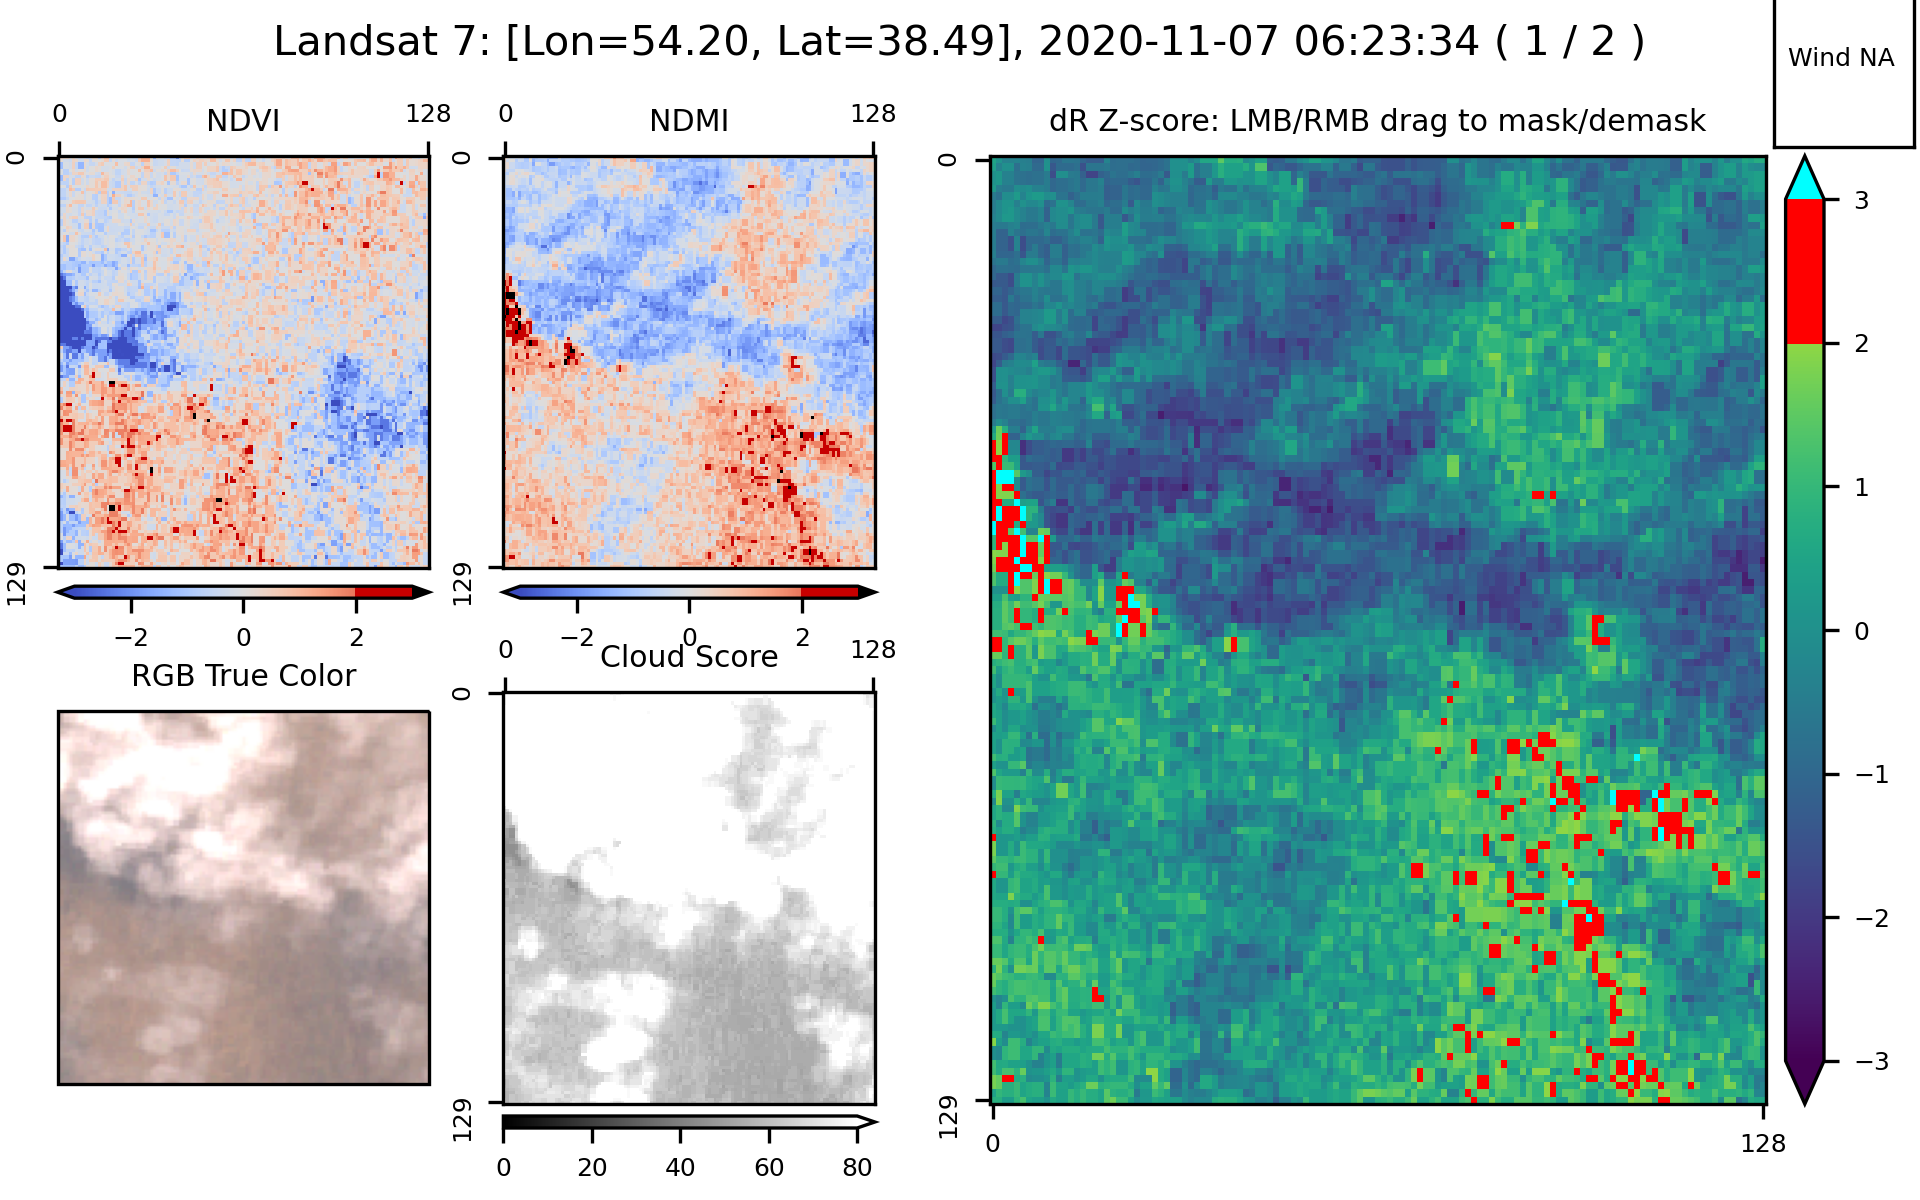 Landsat 7: [Lon=54.20, Lat=38.49], 2020-11-07 06:23:34 ( 1 / 2 )
Wind NA
0 NDVI 128
0 NDMI 128
dR Z-score: LMB/RMB drag to mask/demask
0
129
0
129
0
129
−2 0 2
−2 0 2
RGB True Color
0 Cloud Score 128
0
129
0 20 40 60 80
0 128
3
2
1
0
−1
−2
−3